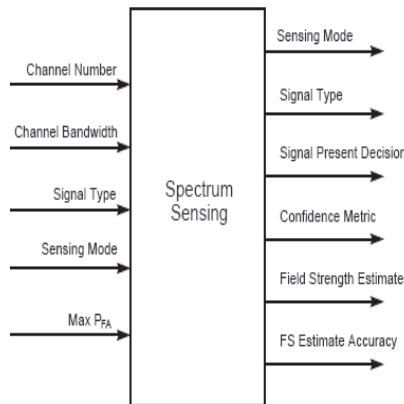 Channel Number
Channel Bandwidth
Signal Type
Sensing Mode
Max PFA
Spectrum
Sensing
Sensing Mode
Signal Type
Signal Present Decision
Confidence Metric
Field Strength Estimate
FS Estimate Accuracy